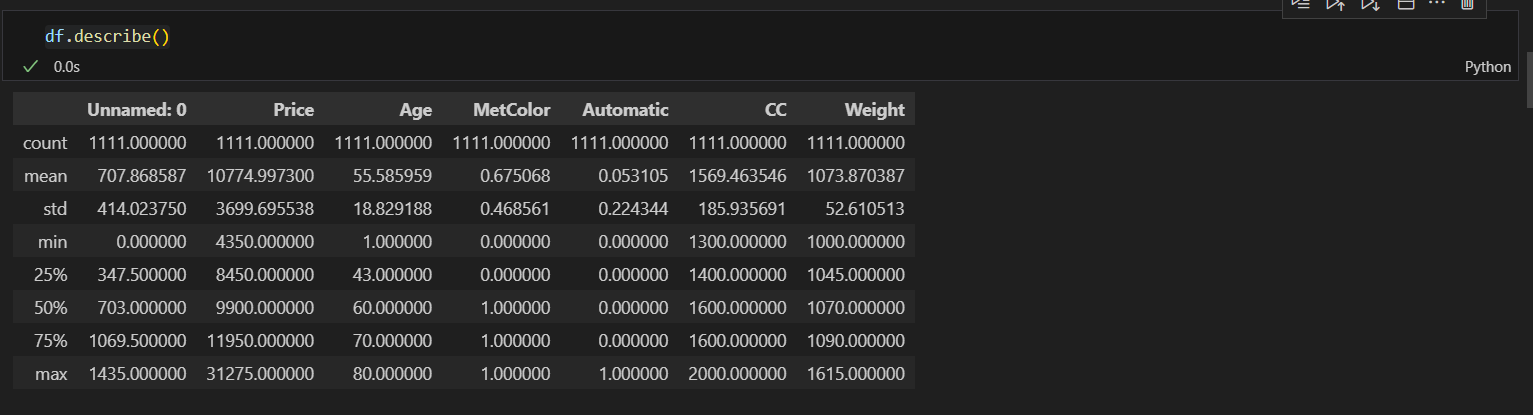 df.describe()
0.0s
Python
Unnamed: 0 Price Age MetColor Automatic CC Weight
count 1111.000000 1111.000000 1111.000000 1111.000000 1111.000000 1111.000000 1111.000000
mean 707.868587 10774.997300 55.585959 0.675068 0.053105 1569.463546 1073.870387
std 414.023750 3699.695538 18.829188 0.468561 0.224344 185.935691 52.610513
min 0.000000 4350.000000 1.000000 0.000000 0.000000 1300.000000 1000.000000
25% 347.500000 8450.000000 43.000000 0.000000 0.000000 1400.000000 1045.000000
50% 703.000000 9900.000000 60.000000 1.000000 0.000000 1600.000000 1070.000000
75% 1069.500000 11950.000000 70.000000 1.000000 0.000000 1600.000000 1090.000000
max 1435.000000 31275.000000 80.000000 1.000000 1.000000 2000.000000 1615.000000